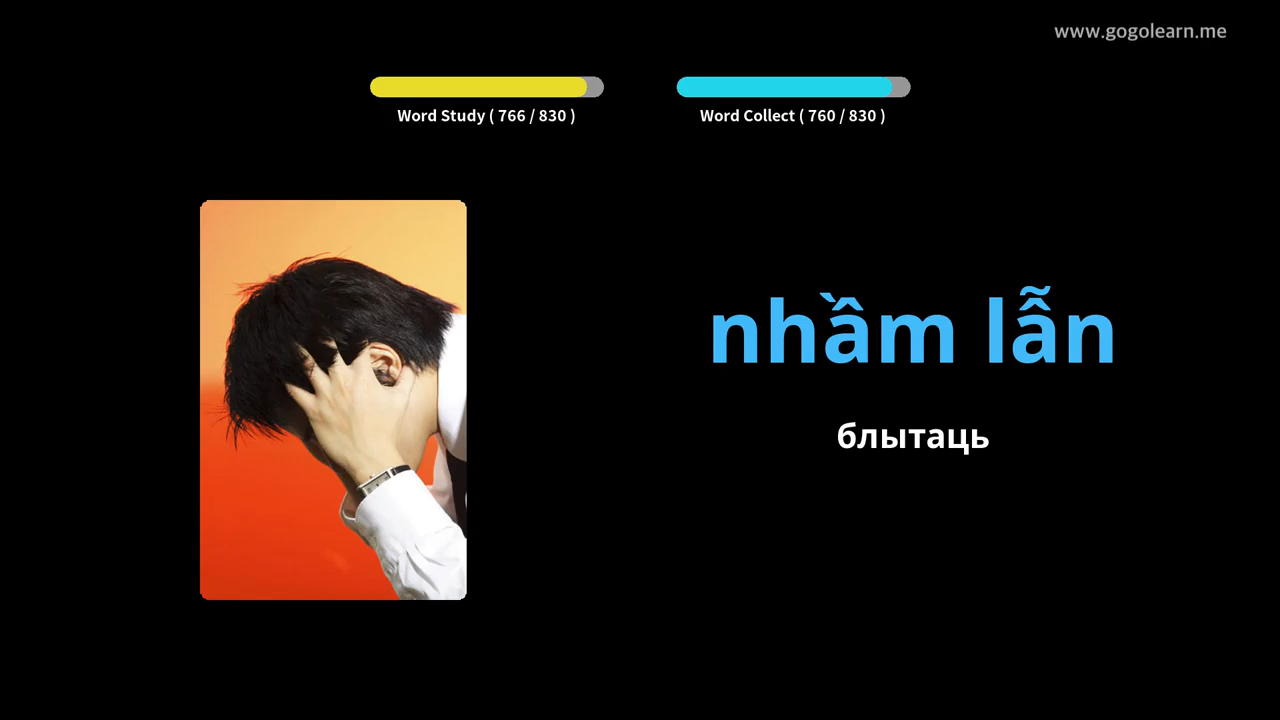 www.gogolearn.me
Word Study ( 766 / 830 )
Word Collect ( 760 / 830 )
nhầm lẫn
блытаць